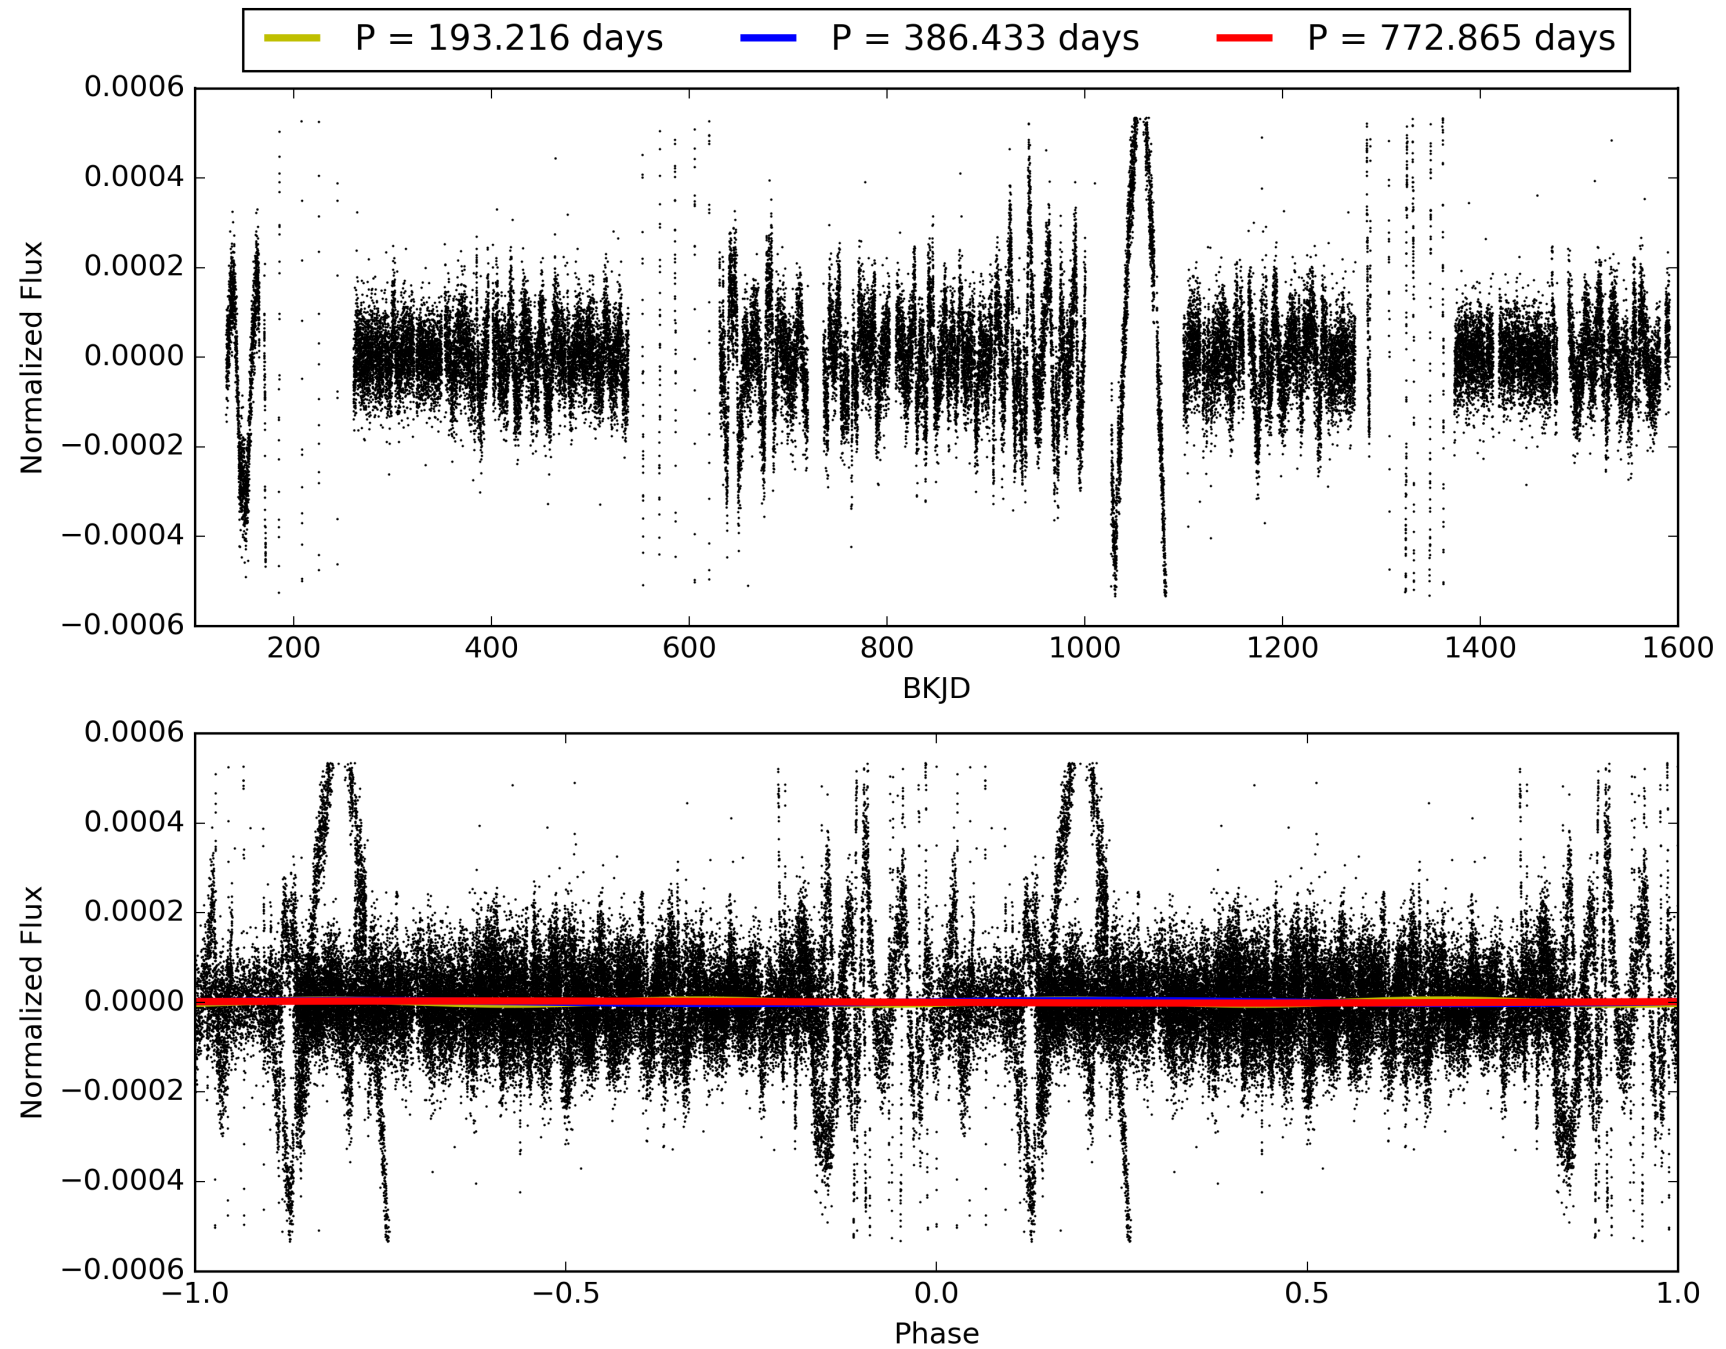 P = 193.216 days P = 386.433 days P = 772.865 days
0.0006
0.0004
0.0002
0.0000
−0.0002
−0.0004
−0.0006
Normalized Flux
200 400 600 800 1000 1200 1400 1600
BKJD
0.0006
0.0004
0.0002
0.0000
−0.0002
−0.0004
−0.0006
Normalized Flux
−1.0 −0.5 0.0 0.5 1.0
Phase